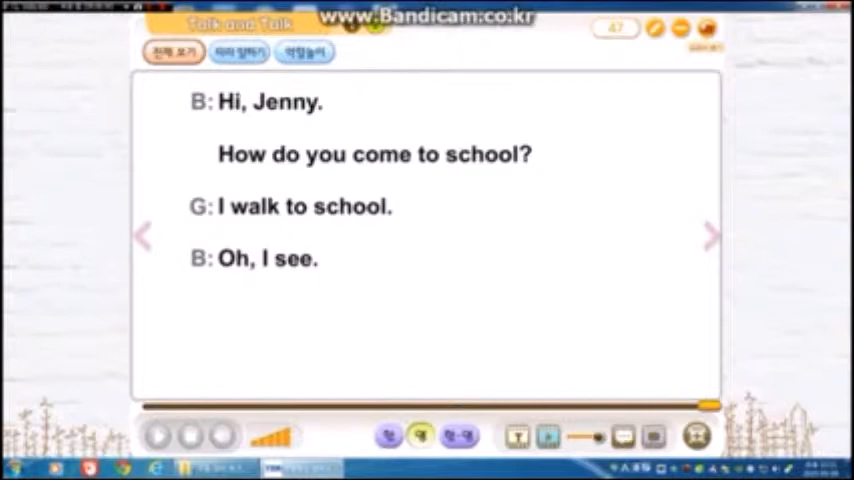 www.Bandicam.co.kr
Talk and Talk
47
전체 보기
따라 말하기
역할놀이
B: Hi, Jenny.
How do you come to school?
G: I walk to school.
B: Oh, I see.
한
영
한·영
T